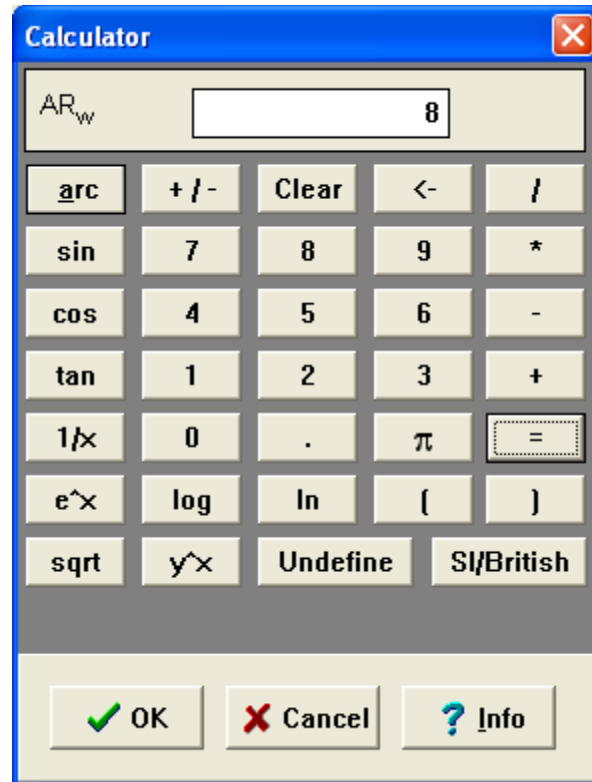 Calculator
ARw 8
arc +/- Clear <- /
sin 7 8 9 *
cos 4 5 6 -
tan 1 2 3 +
1/x 0 . π =
e^x log ln ( )
sqrt y^x Undefine SI/British
OK Cancel Info